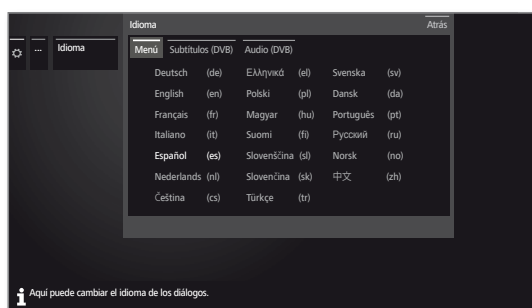 Idioma Atrás
... Idioma
Menú Subtítulos (DVB) Audio (DVB)
Deutsch (de) Ελληνικά (el) Svenska (sv)
English (en) Polski (pl) Dansk (da)
Français (fr) Magyar (hu) Português (pt)
Italiano (it) Suomi (fi) Русский (ru)
Español (es) Slovenščina (sl) Norsk (no)
Nederlands (nl) Slovenčina (sk) 中文 (zh)
Čeština (cs) Türkçe (tr)
Aquí puede cambiar el idioma de los diálogos.